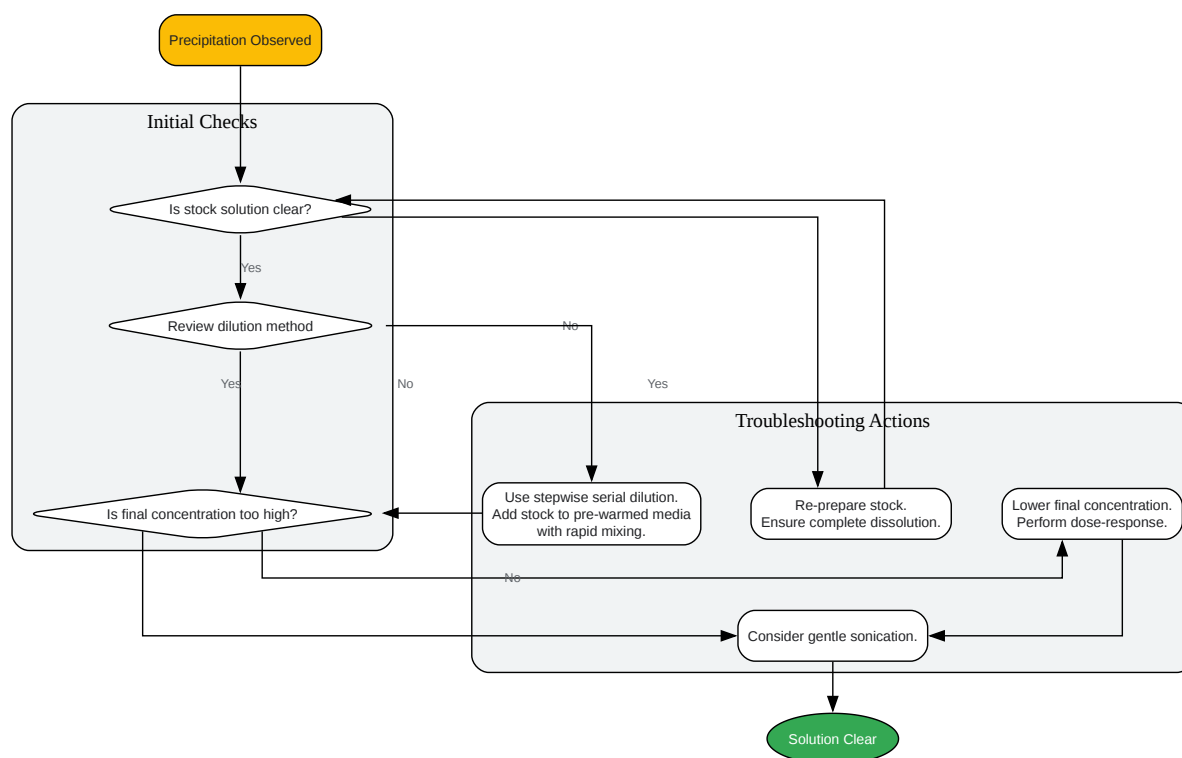 Precipitation Observed
Initial Checks
Is stock solution clear?
Yes
Review dilution method
No
Yes
No
Yes
Troubleshooting Actions
Use stepwise serial dilution.
Add stock to pre-warmed media
with rapid mixing.
Re-prepare stock.
Ensure complete dissolution.
Lower final concentration.
Perform dose-response.
Is final concentration too high?
No
Consider gentle sonication.
Solution Clear